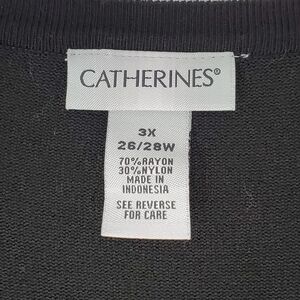 CATHERINES®
3X
26/28W
70%RAYON
30%NYLON
MADE IN
INDONESIA
SEE REVERSE
FOR CARE